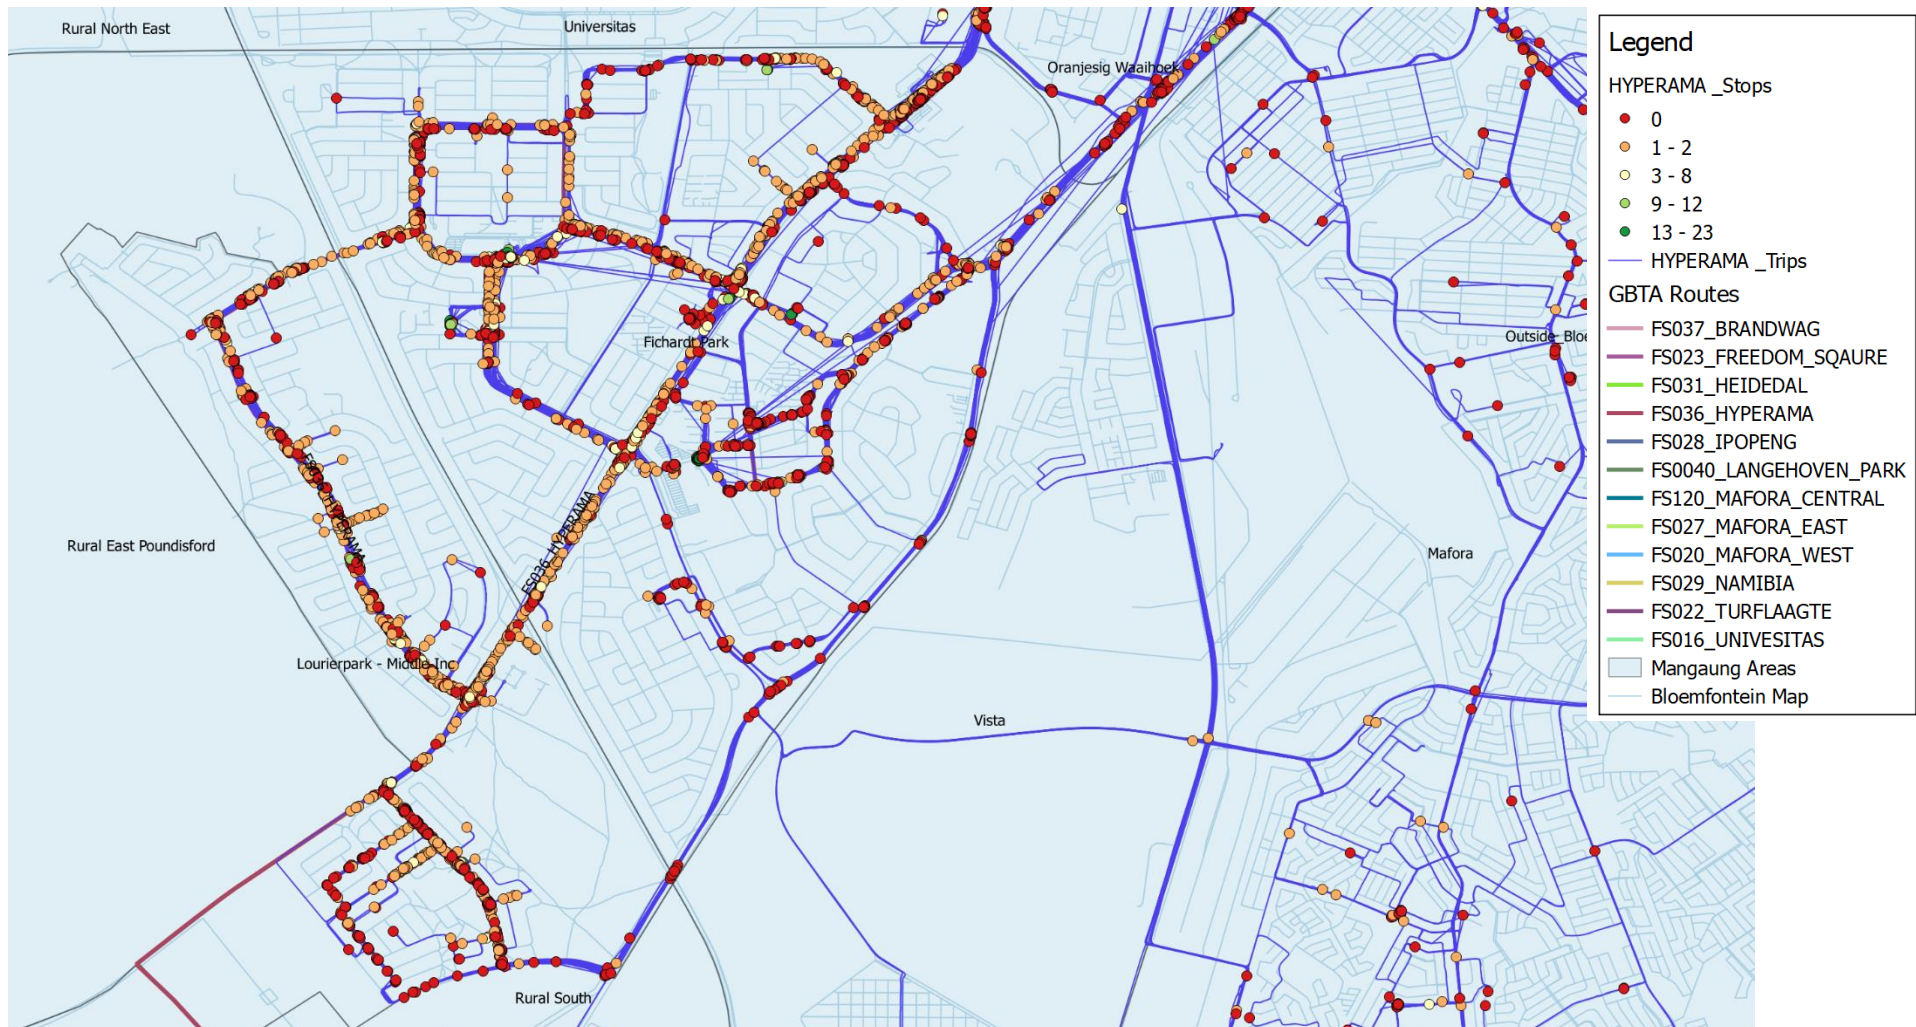 Rural North East
Universitas
Oranjesig Waaihoek
Fichardt Park
Outside_Bloe
FS036_HYPERAMA
Rural East Poundisford
FS036_HYPERAMA
Mafora
Lourierpark - Middle Inc
Vista
Rural South
Legend
HYPERAMA _Stops
0
1 - 2
3 - 8
9 - 12
13 - 23
HYPERAMA _Trips
GBTA Routes
FS037_BRANDWAG
FS023_FREEDOM_SQAURE
FS031_HEIDEDAL
FS036_HYPERAMA
FS028_IPOPENG
FS0040_LANGEHOVEN_PARK
FS120_MAFORA_CENTRAL
FS027_MAFORA_EAST
FS020_MAFORA_WEST
FS029_NAMIBIA
FS022_TURFLAAGTE
FS016_UNIVESITAS
Mangaung Areas
Bloemfontein Map